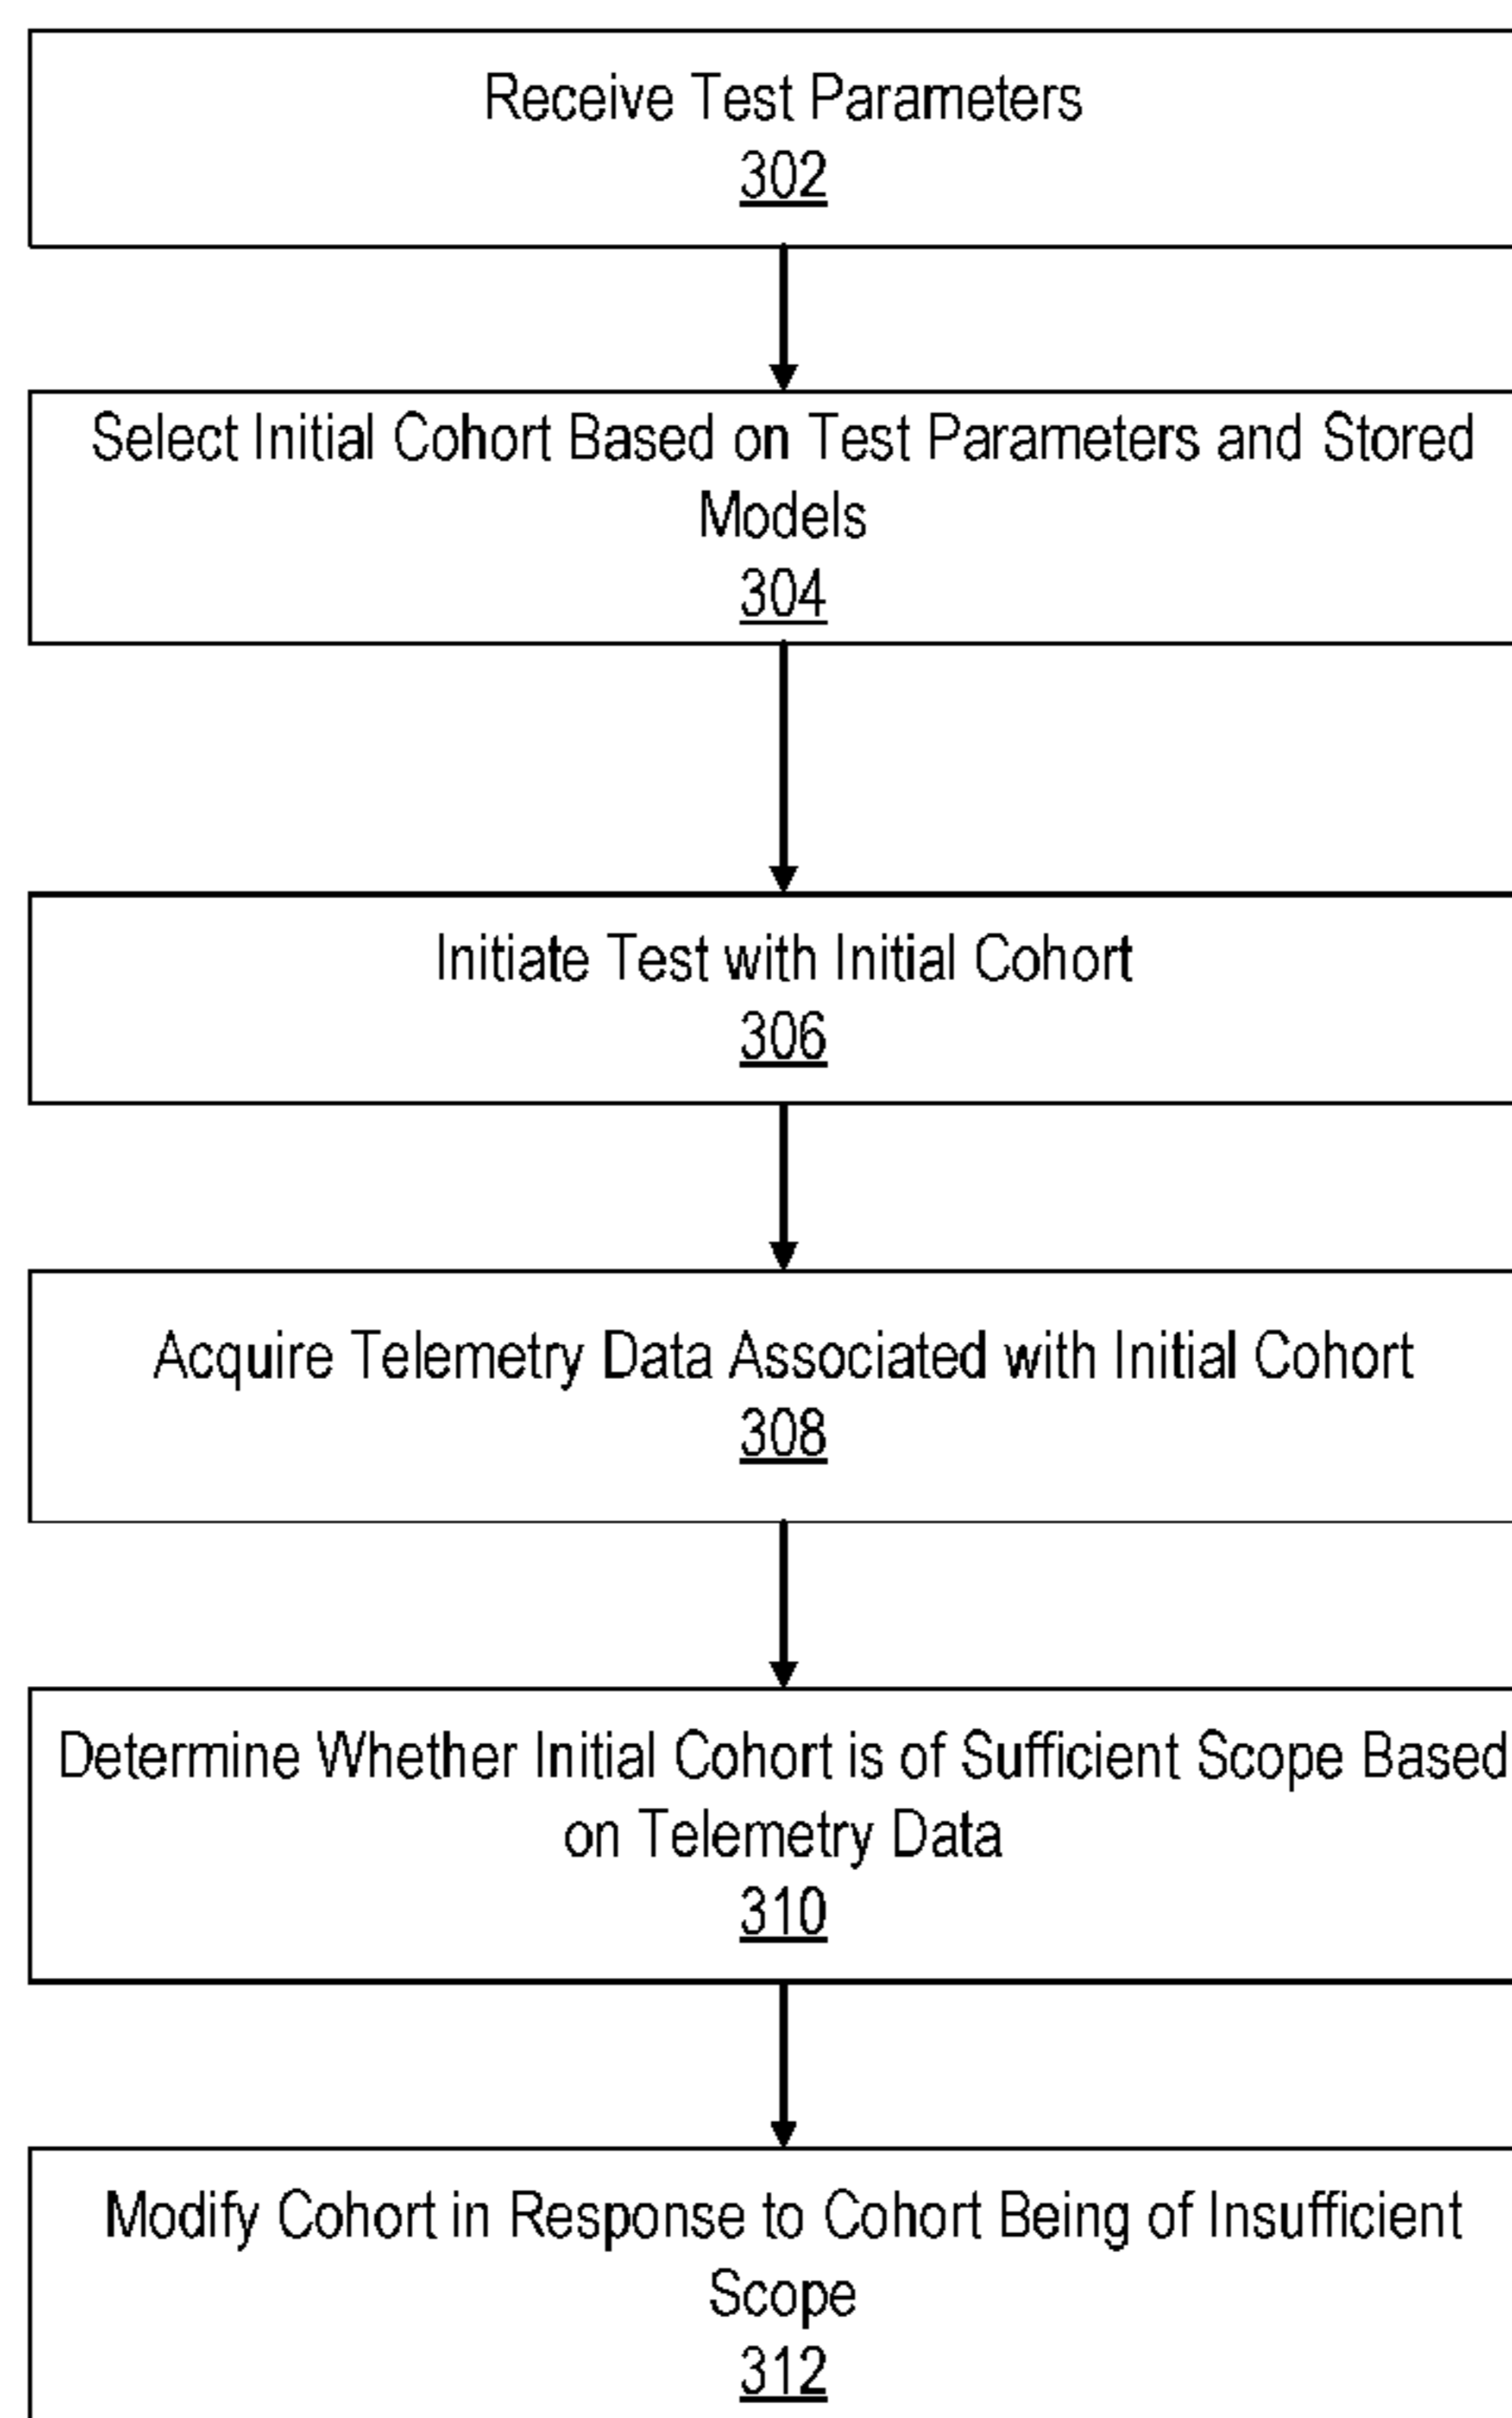 Receive Test Parameters
302
Select Initial Cohort Based on Test Parameters and Stored
Models
304
Initiate Test with Initial Cohort
306
Acquire Telemetry Data Associated with Initial Cohort
308
Determine Whether Initial Cohort is of Sufficient Scope Based
on Telemetry Data
310
Modify Cohort in Response to Cohort Being of Insufficient
Scope
312